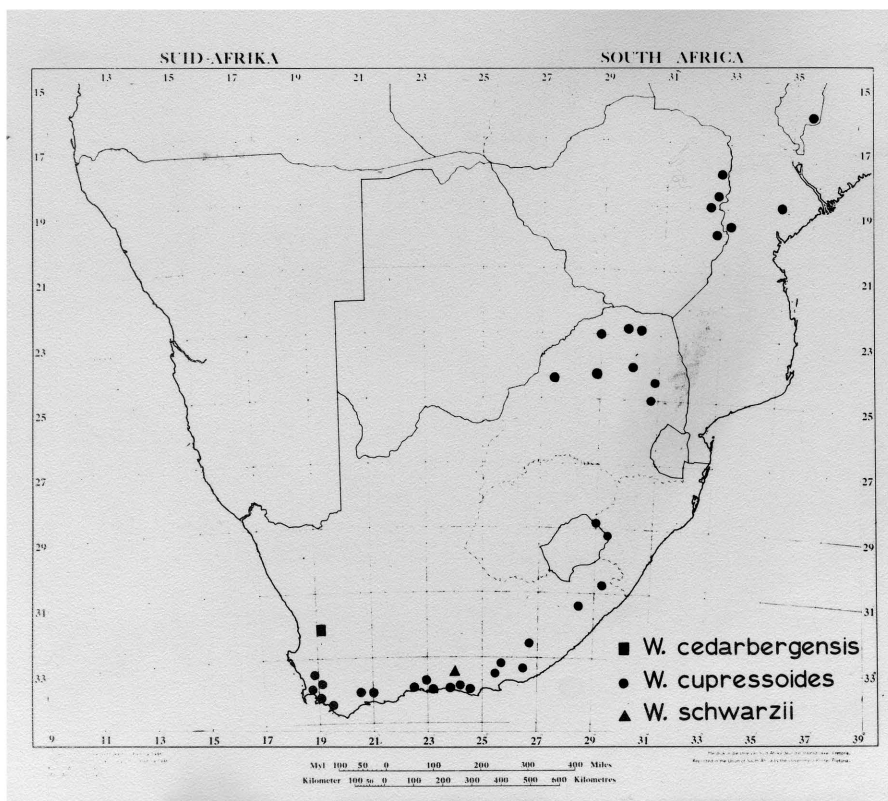 SUID-AFRIKA SOUTH AFRICA
13 15 17 19 21 23 25 27 29 31 33 35
15 15
17 17
19 19
21 21
23 23
25 25
27 27
29 29
31 31
33 33
W. cedarbergensis
W. cupressoides
W. schwarzii
9 11 13 15 17 19 21 23 25 27 29 31 33 35 37 39
Myl 100 50 0 100 200 300 400 Miles
Kilometer 100 50 0 100 200 300 400 500 600 Kilometres